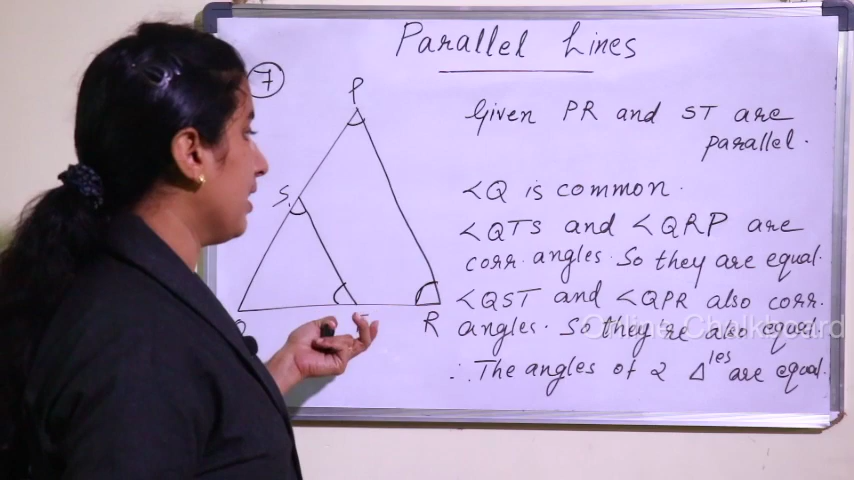 Parallel Lines
7
P
Given PR and ST are
parallel.
S.
<Q is common.
<QTS and <QRP are
corr. angles. So they are equal.
<QST and <QPR also corr.
R
angles. So they're also equal.
∴ The angles of 2 Δles are equal.
Online Chalkboard